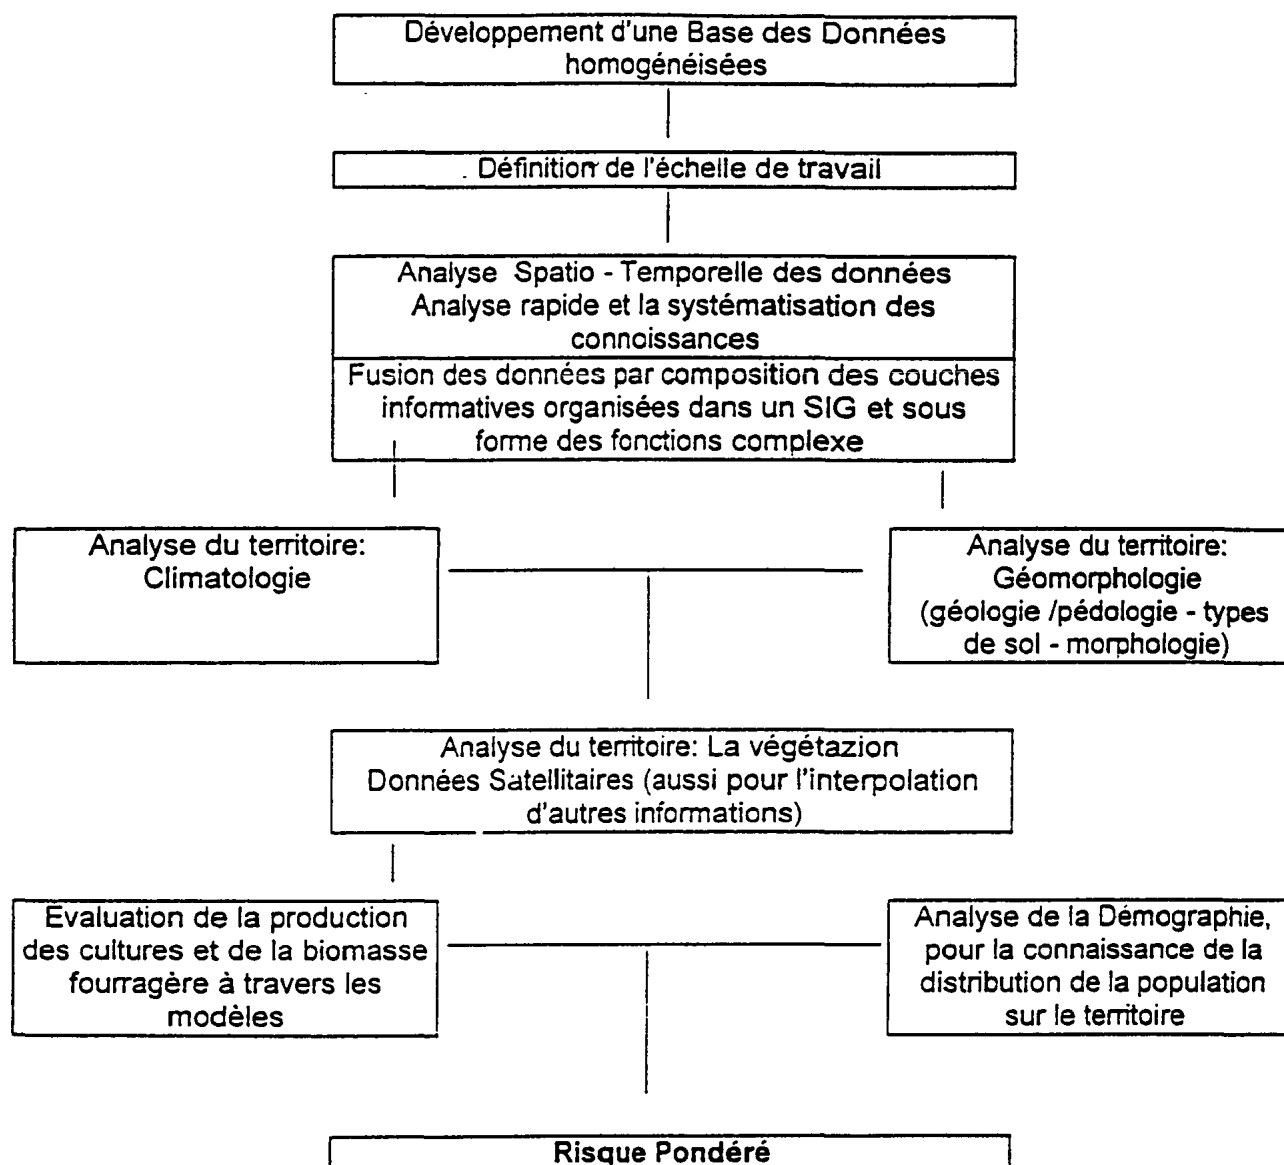 Développement d'une Base des Données
homogénéisées
Définition de l'échelle de travail
Analyse Spatio - Temporelle des données
Analyse rapide et la systématisation des
connoissances
Fusion des données par composition des couches
informatives organisées dans un SIG et sous
forme des fonctions complexe
Analyse du territoire:
Climatologie
Analyse du territoire:
Géomorphologie
(géologie /pédologie - types
de sol - morphologie)
Analyse du territoire: La végétazion
Données Satellitaires (aussi pour l'interpolation
d'autres informations)
Evaluation de la production
des cultures et de la biomasse
fourragère à travers les
modèles
Analyse de la Démographie,
pour la connaissance de la
distribution de la population
sur le territoire
Risque Pondéré